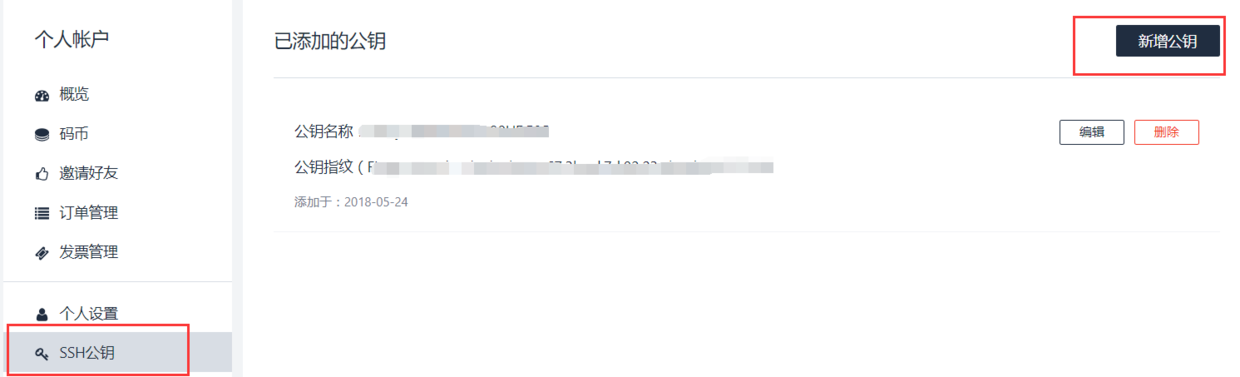 个人帐户
概览
码币
邀请好友
订单管理
发票管理
个人设置
SSH公钥
已添加的公钥
新增公钥
公钥名称
编辑
删除
公钥指纹
添加于：2018-05-24